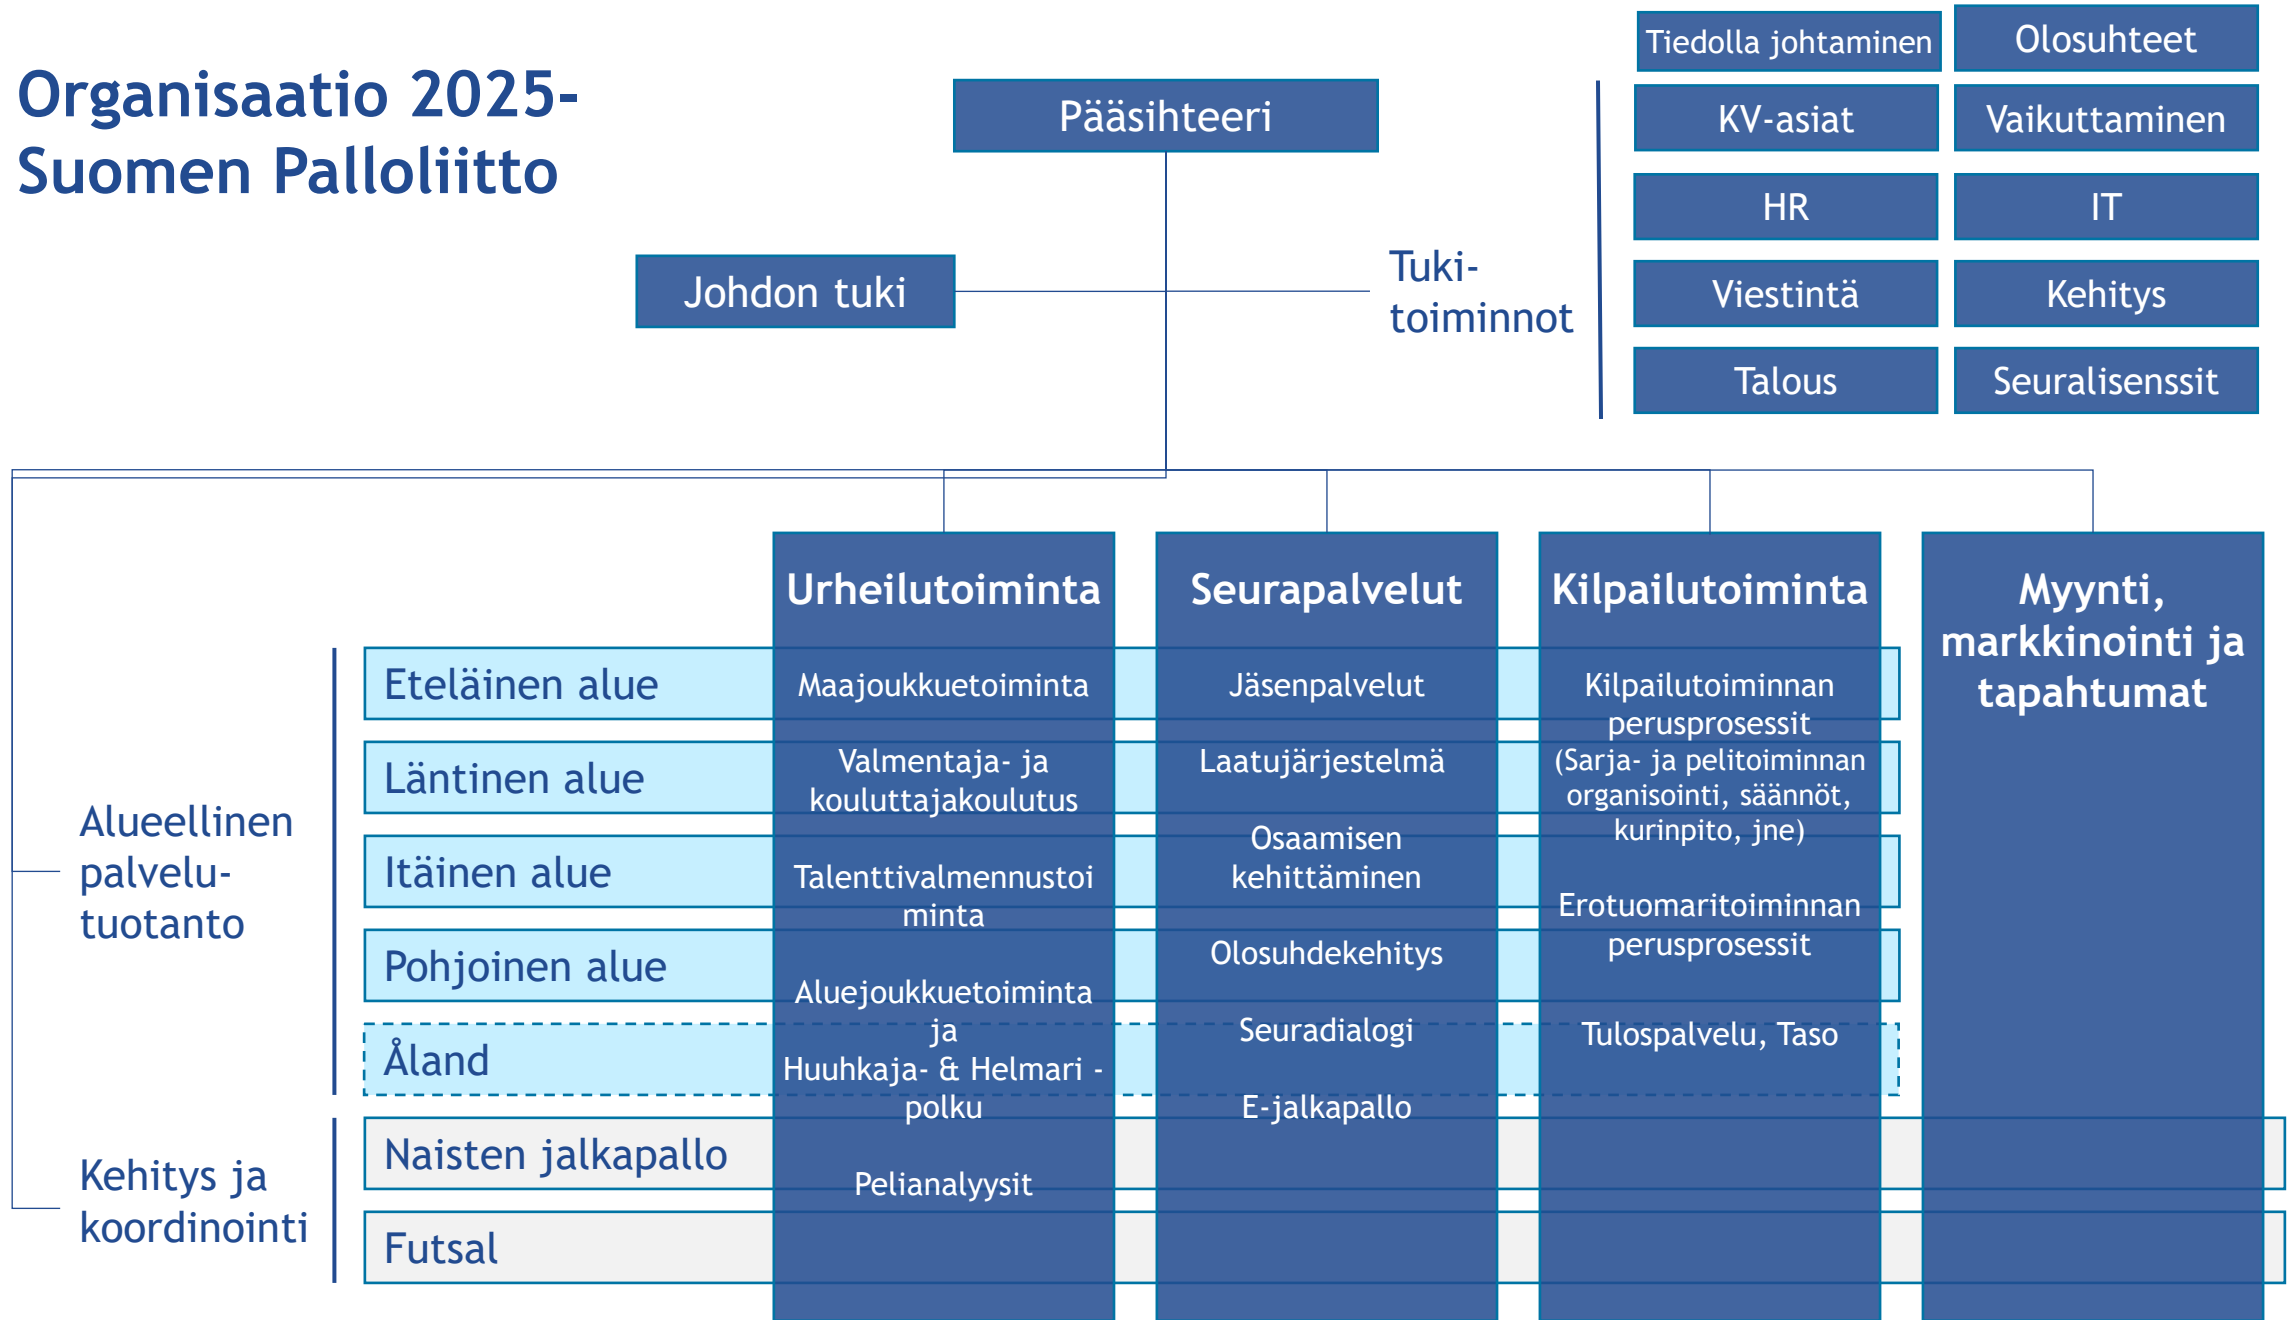 Organisaatio 2025-
Suomen Palloliitto
Pääsihteeri
Johdon tuki
Tuki-
toiminnot
Tiedolla johtaminen
Olosuhteet
KV-asiat
Vaikuttaminen
HR
IT
Viestintä
Kehitys
Talous
Seuralisenssit
Alueellinen
palvelu-
tuotanto
Kehitys ja
koordinointi
Eteläinen alue
Läntinen alue
Itäinen alue
Pohjoinen alue
Åland
Naisten jalkapallo
Futsal
Urheilutoiminta
Maajoukkuetoiminta
Valmentaja- ja
kouluttajakoulutus
Talenttivalmennustoi
minta
Aluejoukkuetoiminta
ja
Huuhkaja- & Helmari -
polku
Pelianalyysit
Seurapalvelut
Jäsenpalvelut
Laatujärjestelmä
Osaamisen
kehittäminen
Olosuhdekehitys
Seuradialogi
E-jalkapallo
Kilpailutoiminta
Kilpailutoiminnan
perusprosessit
(Sarja- ja pelitoiminnan
organisointi, säännöt,
kurinpito, jne)
Erotuomaritoiminnan
perusprosessit
Tulospalvelu, Taso
Myynti,
markkinointi ja
tapahtumat